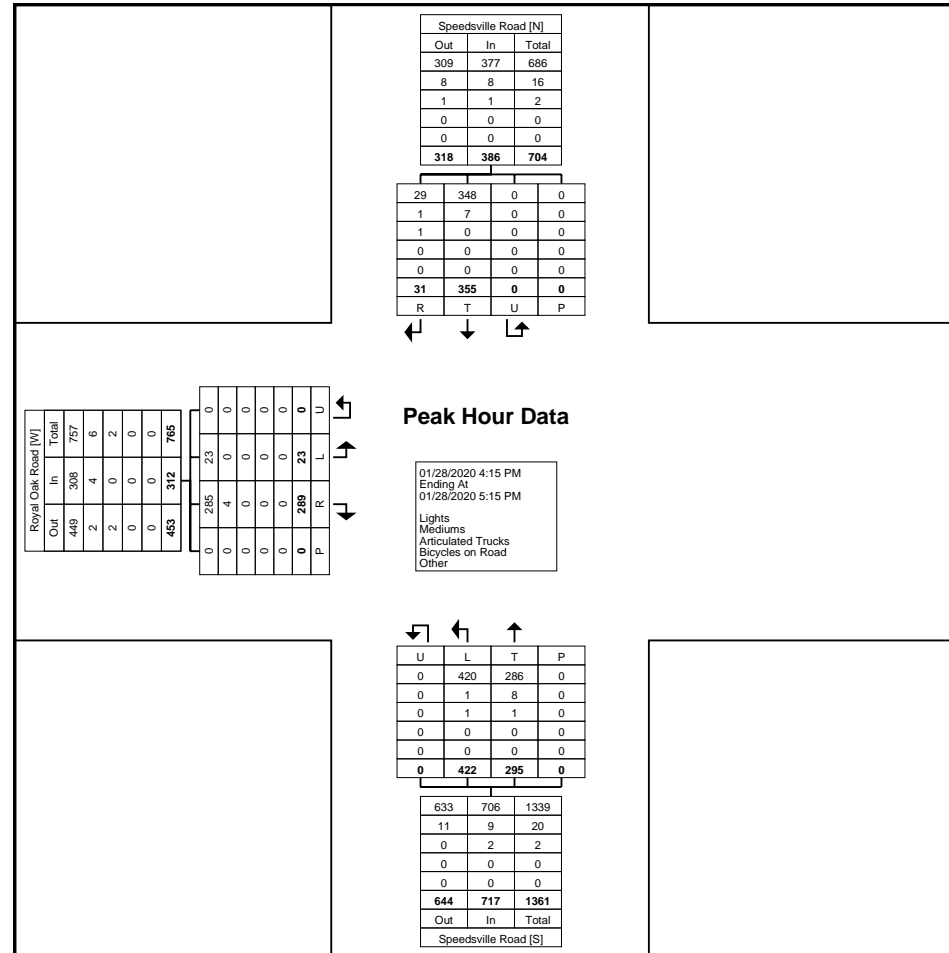 Speedsville Road [N]
Out In Total
309 377 686
8 8 16
1 1 2
0 0 0
0 0 0
318 386 704
29 348 0 0
1 7 0 0
1 0 0 0
0 0 0 0
0 0 0 0
31 355 0 0
R T U P
Royal Oak Road [W]
Out In Total
449 308 757
2 4 6
2 0 2
0 0 0
0 0 0
453 312 765
0 285 23 0
0 4 0 0
0 0 0 0
0 0 0 0
0 0 0 0
0 289 23 0
P R L U
Peak Hour Data
01/28/2020 4:15 PM
Ending At
01/28/2020 5:15 PM
Lights
Mediums
Articulated Trucks
Bicycles on Road
Other
U L T P
0 420 286 0
0 1 8 0
0 1 1 0
0 0 0 0
0 0 0 0
0 422 295 0
633 706 1339
11 9 20
0 2 2
0 0 0
0 0 0
644 717 1361
Out In Total
Speedsville Road [S]